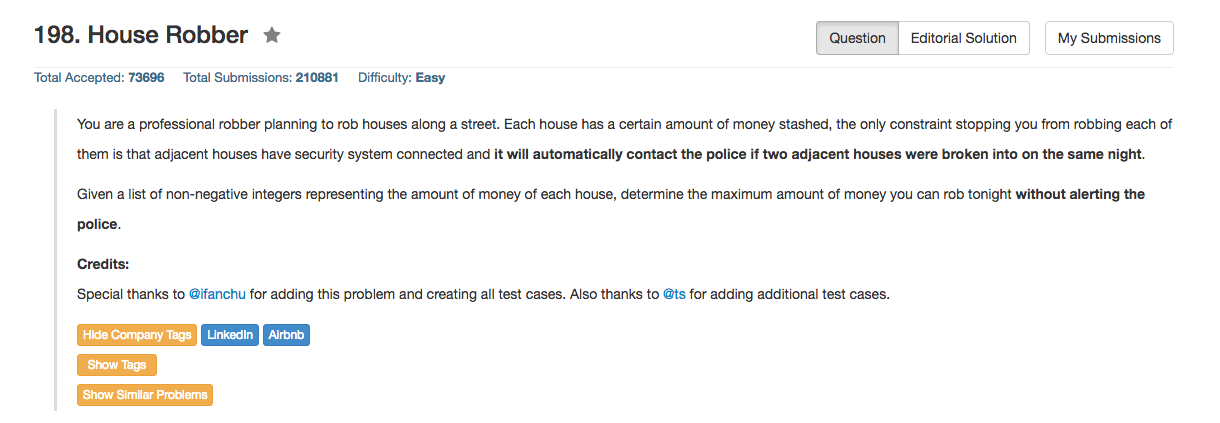 198. House Robber
Question
Editorial Solution
My Submissions
Total Accepted: 73696 Total Submissions: 210881 Difficulty: Easy
You are a professional robber planning to rob houses along a street. Each house has a certain amount of money stashed, the only constraint stopping you from robbing each of
them is that adjacent houses have security system connected and it will automatically contact the police if two adjacent houses were broken into on the same night.
Given a list of non-negative integers representing the amount of money of each house, determine the maximum amount of money you can rob tonight without alerting the
police.
Credits:
Special thanks to @ifanchu for adding this problem and creating all test cases. Also thanks to @ts for adding additional test cases.
Hide Company Tags LinkedIn Airbnb
Show Tags
Show Similar Problems